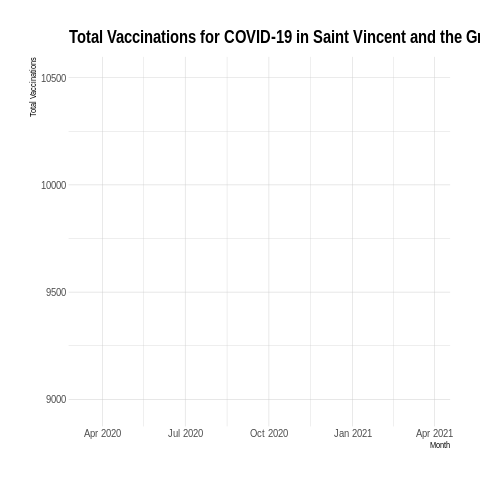 Total Vaccinations for COVID-19 in Saint Vincent and the Gr
Total Vaccinations
10500
10000
9500
9000
Apr 2020 Jul 2020 Oct 2020 Jan 2021 Apr 2021
Month